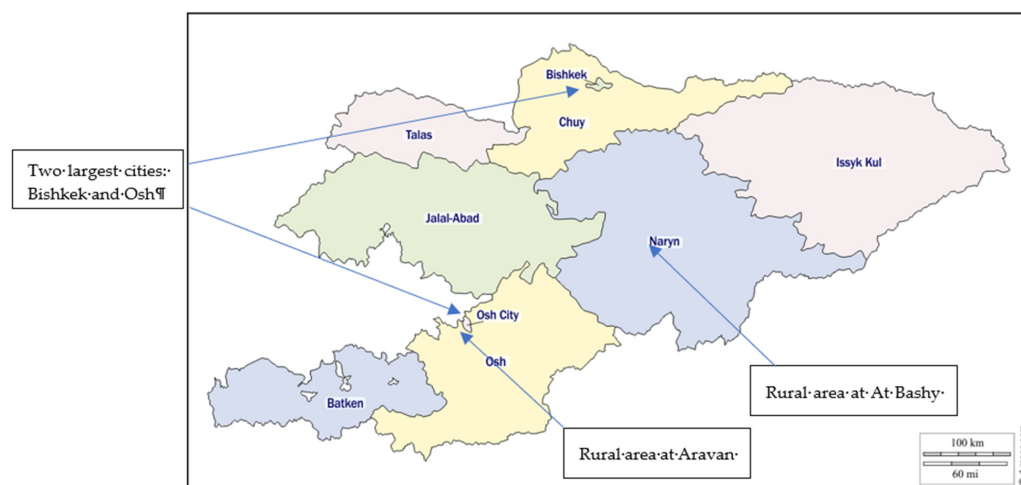 Bishkek
Chuy
Talas
Issyk Kul
Two·largest·cities:·
Bishkek·and·Osh¶
Jalal-Abad
Naryn
Osh City
Osh
Rural·area·at·At·Bashy·
Batken
Rural·area·at·Aravan·
100 km
60 mi